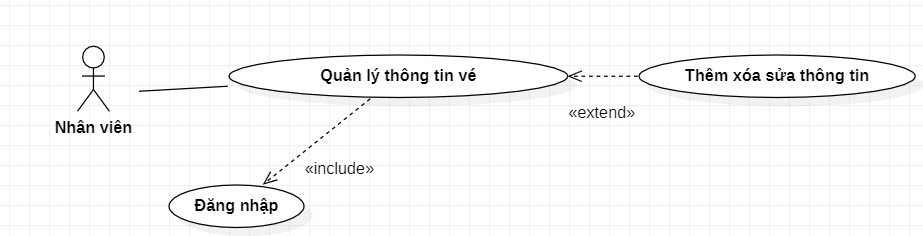 Quản lý thông tin vé
Thêm xóa sửa thông tin
«extend»
Nhân viên
«include»
Đăng nhập